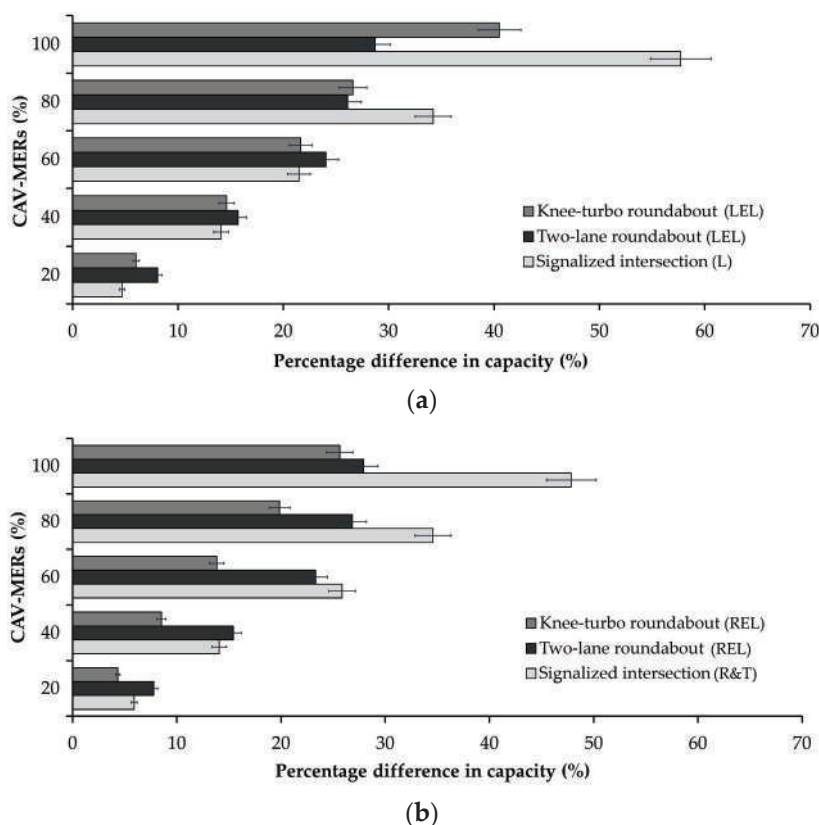 100
80
60
40
20
CAV-MERs (%)
Knee-turbo roundabout (LEL)
Two-lane roundabout (LEL)
Signalized intersection (L)
0 10 20 30 40 50 60 70
Percentage difference in capacity (%)
(a)
100
80
60
40
20
CAV-MERs (%)
Knee-turbo roundabout (REL)
Two-lane roundabout (REL)
Signalized intersection (R&T)
0 10 20 30 40 50 60 70
Percentage difference in capacity (%)
(b)